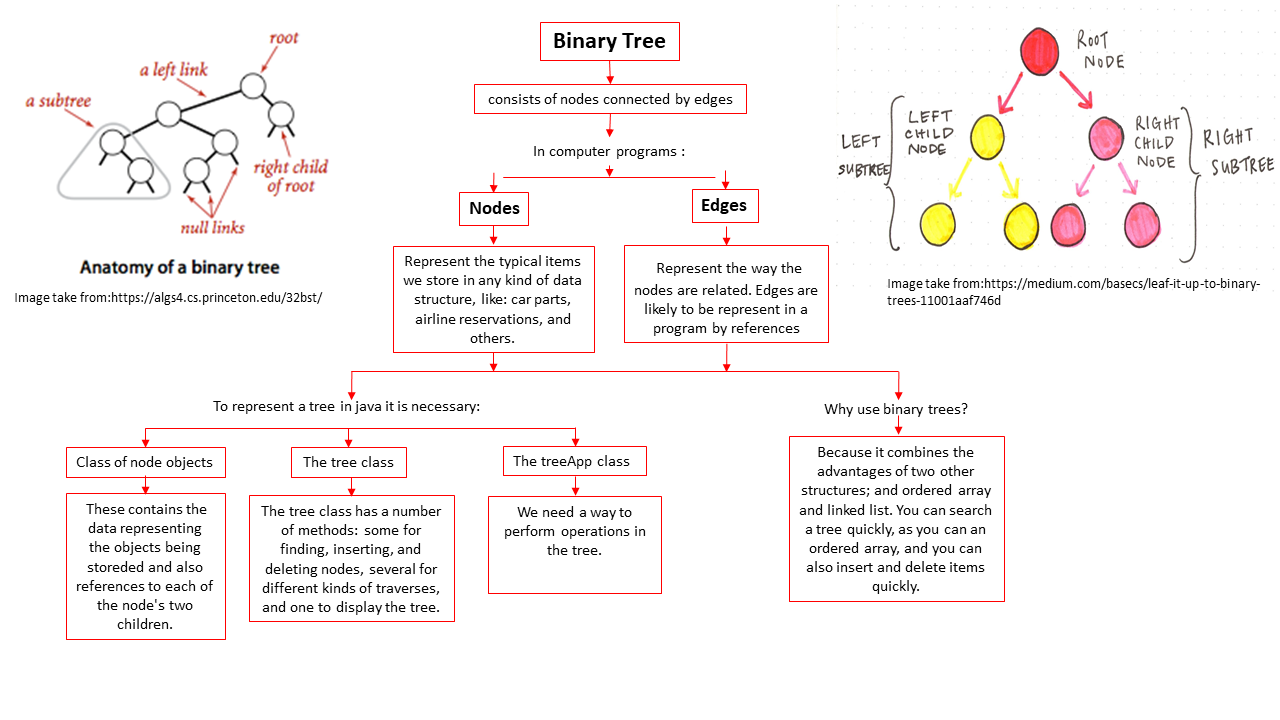 Binary Tree
consists of nodes connected by edges
In computer programs :
root
a left link
a subtree
right child
of root
null links
Anatomy of a binary tree
Image take from:https://algs4.cs.princeton.edu/32bst/
ROOT
NODE
LEFT
CHILD
NODE
LEFT
SUBTREE
RIGHT
CHILD
NODE
RIGHT
SUBTREE
Image take from:https://medium.com/basecs/leaf-it-up-to-binary-
trees-11001aaf746d
Nodes
Represent the typical items
we store in any kind of data
structure, like: car parts,
airline reservations, and
others.
Edges
Represent the way the
nodes are related. Edges are
likely to be represent in a
program by references
To represent a tree in java it is necessary:
Class of node objects
These contains the
data representing
the objects being
storeded and also
references to each of
the node's two
children.
The tree class
The tree class has a number
of methods: some for
finding, inserting, and
deleting nodes, several for
different kinds of traverses,
and one to display the tree.
The treeApp class
We need a way to
perform operations in
the tree.
Why use binary trees?
Because it combines the
advantages of two other
structures; and ordered array
and linked list. You can search
a tree quickly, as you can an
ordered array, and you can
also insert and delete items
quickly.